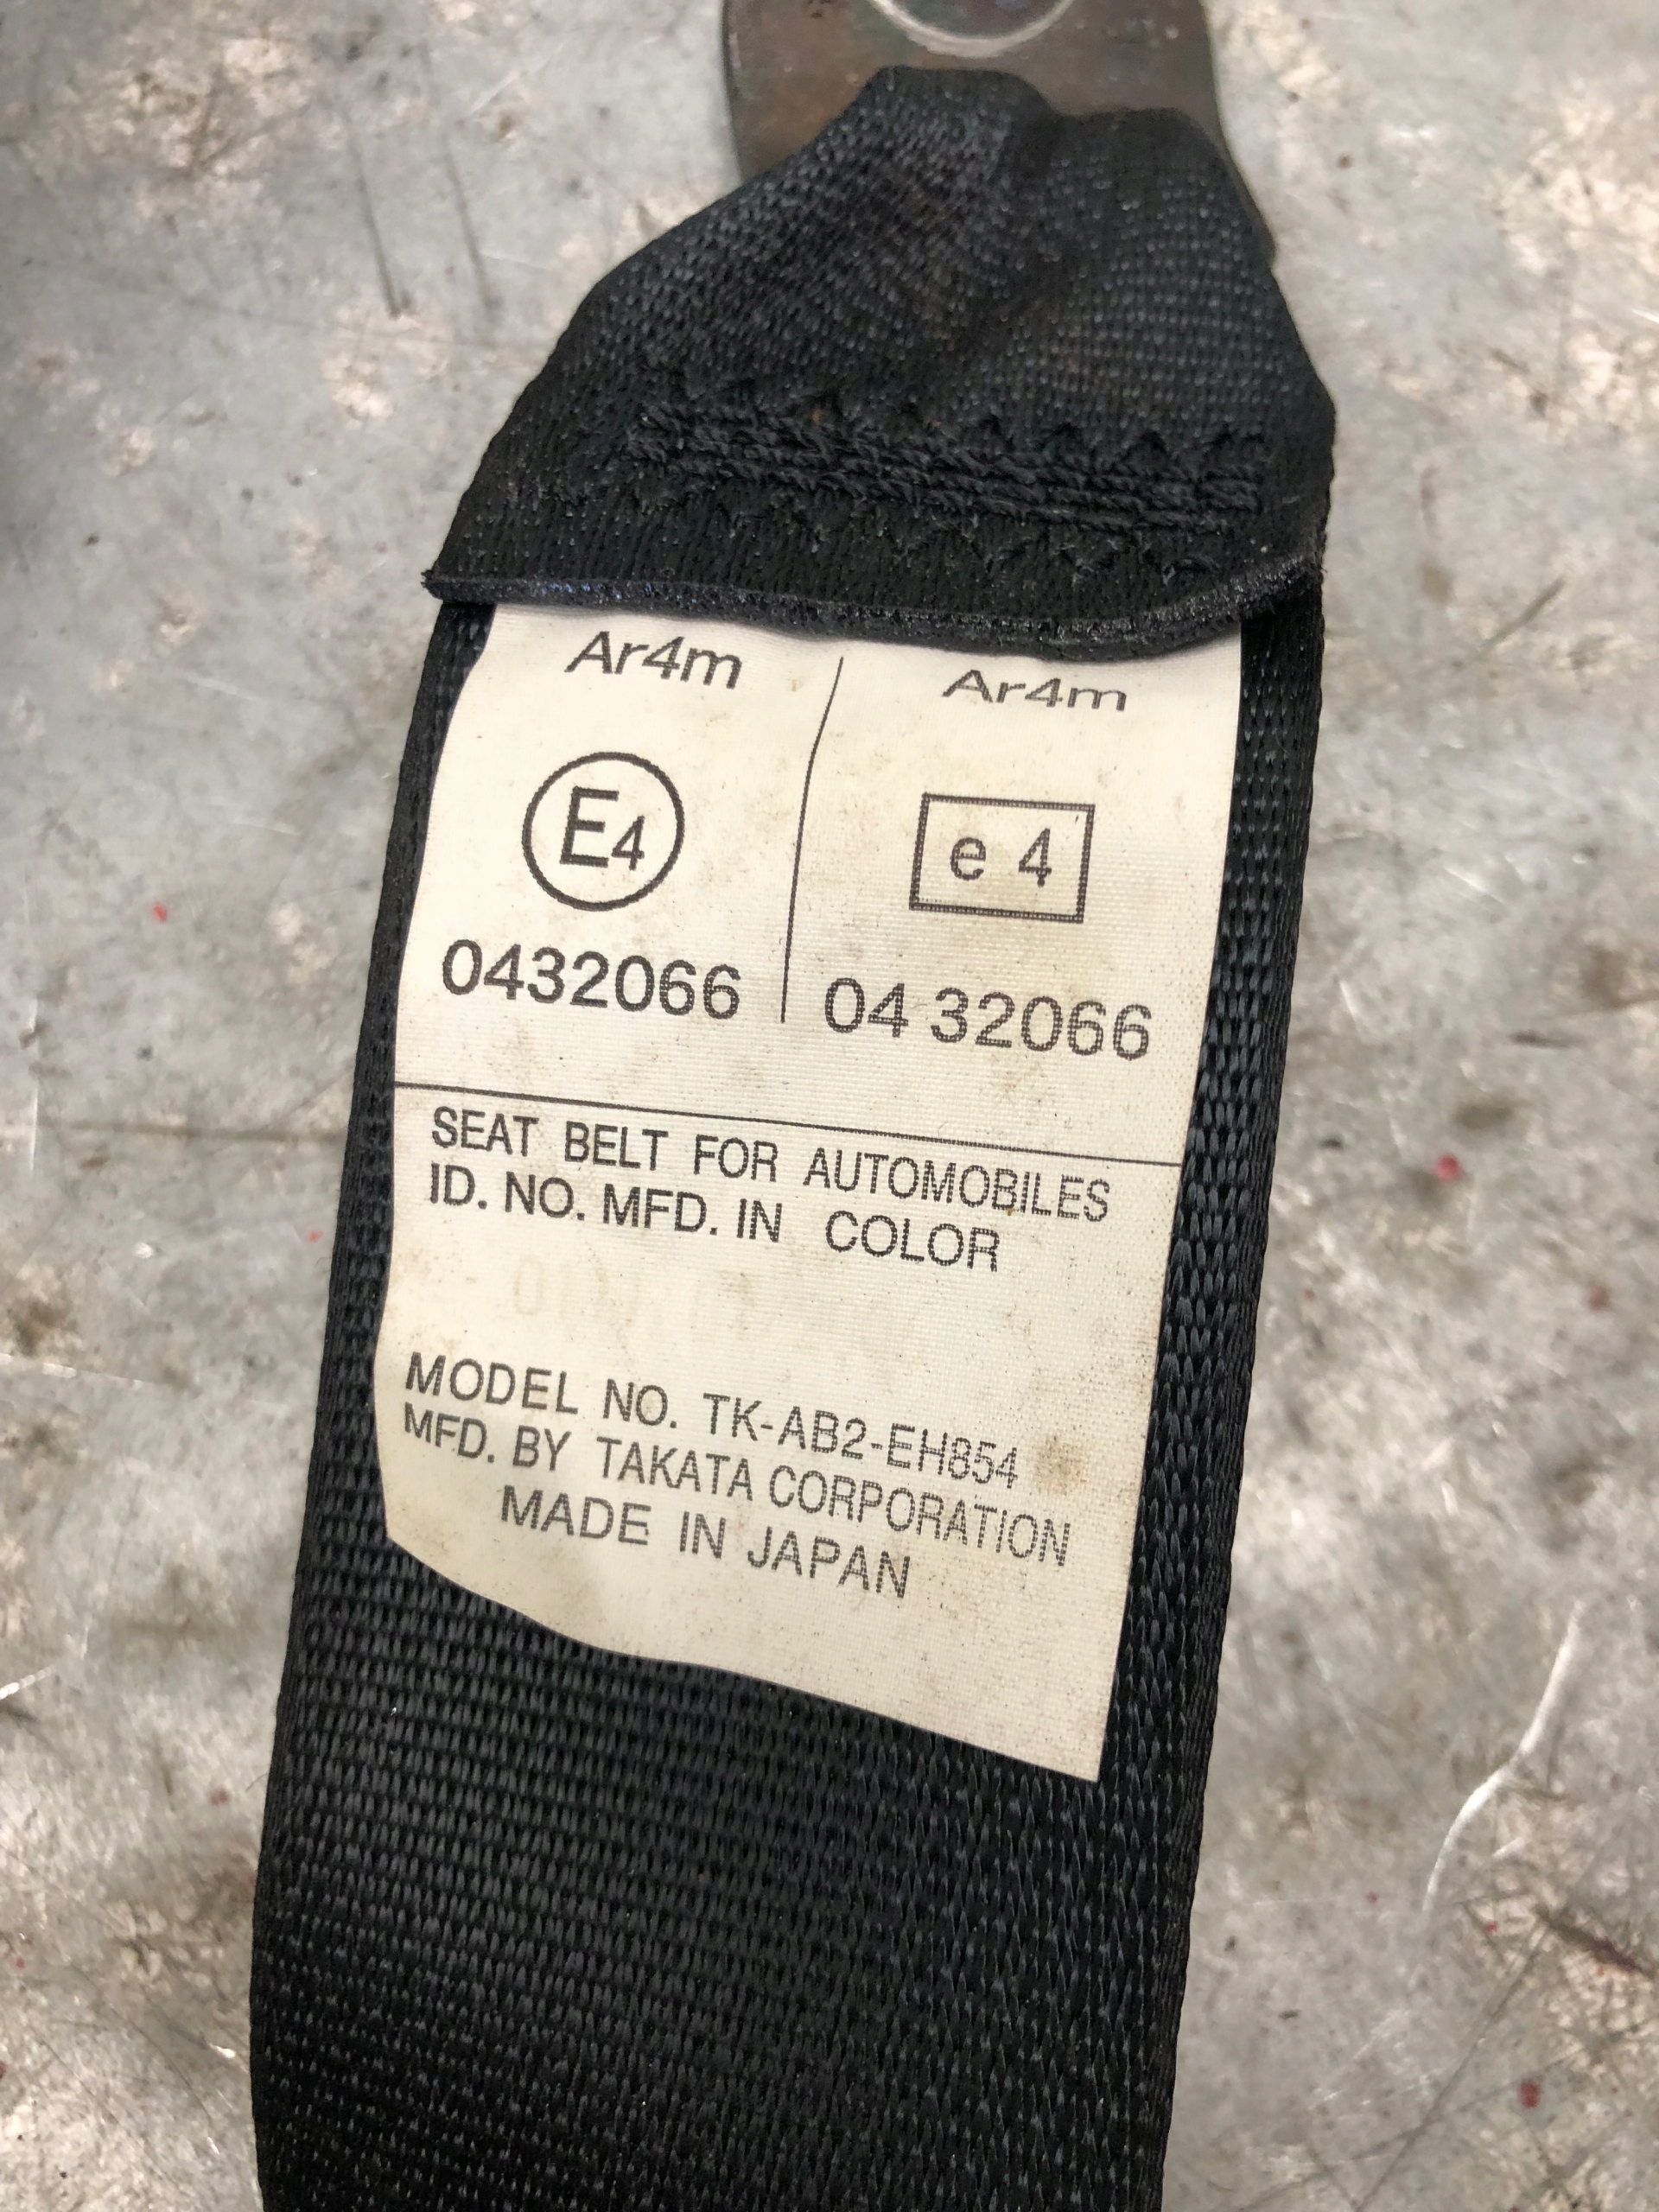 Ar4m Ar4m
E4 e 4
0432066 04 32066
SEAT BELT FOR AUTOMOBILES
ID. NO. MFD. IN COLOR
MODEL NO. TK-AB2-EH854
MFD. BY TAKATA CORPORATION
MADE IN JAPAN